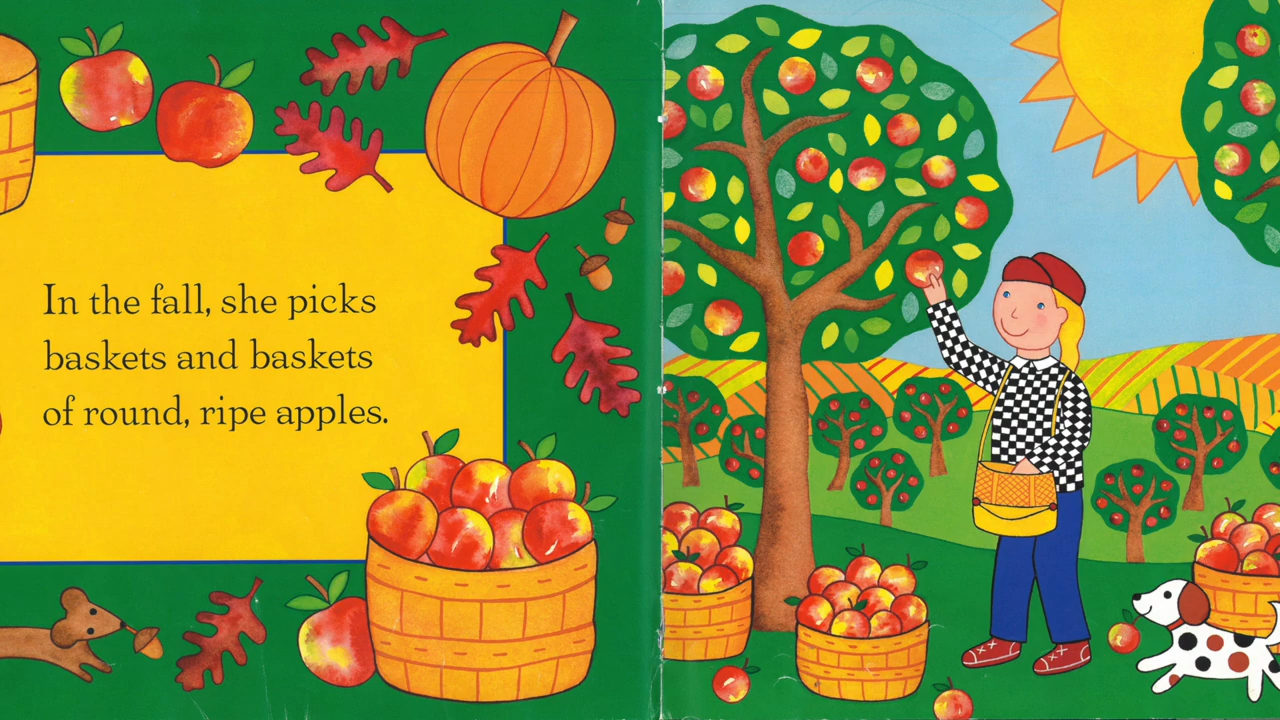 In the fall, she picks
baskets and baskets
of round, ripe apples.